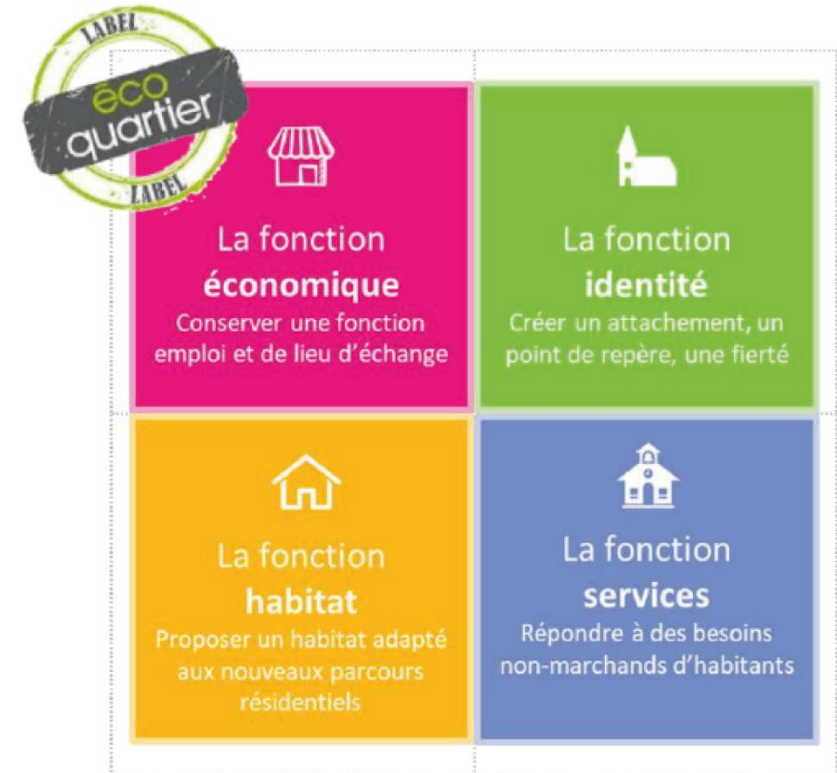 LABEL
éco
quartier
LABEL
La fonction
économique
Conserver une fonction
emploi et de lieu d'échange
La fonction
identité
Créer un attachement, un
point de repère, une fierté
La fonction
habitat
Proposer un habitat adapté
aux nouveaux parcours
résidentiels
La fonction
services
Répondre à des besoins
non-marchands d'habitants